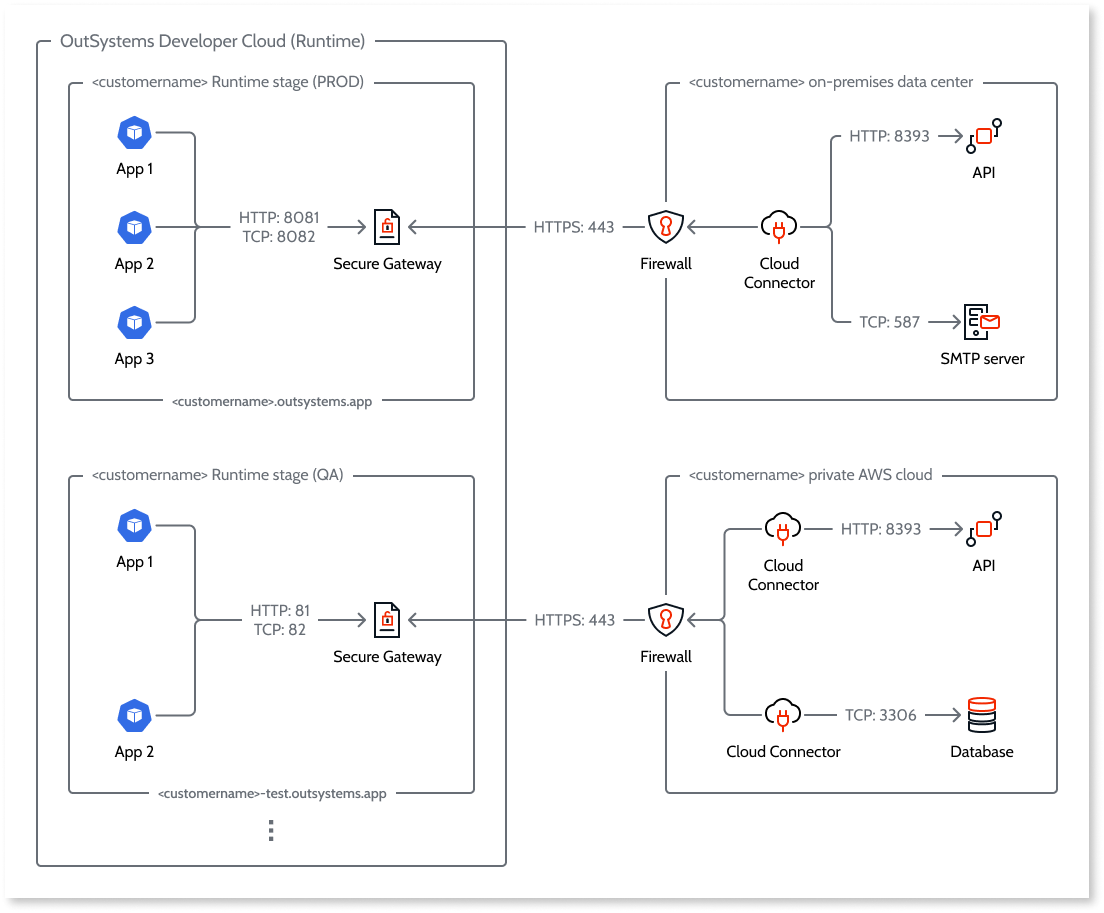 OutSystems Developer Cloud (Runtime)
<customername> Runtime stage (PROD)
App 1
App 2
App 3
HTTP: 8081
TCP: 8082
Secure Gateway
<customername>.outsystems.app
HTTPS: 443
<customername> on-premises data center
Firewall
Cloud
Connector
HTTP: 8393
API
TCP: 587
SMTP server
<customername> Runtime stage (QA)
App 1
App 2
HTTP: 81
TCP: 82
Secure Gateway
<customername>-test.outsystems.app
HTTPS: 443
<customername> private AWS cloud
Firewall
Cloud
Connector
HTTP: 8393
API
Cloud Connector
TCP: 3306
Database